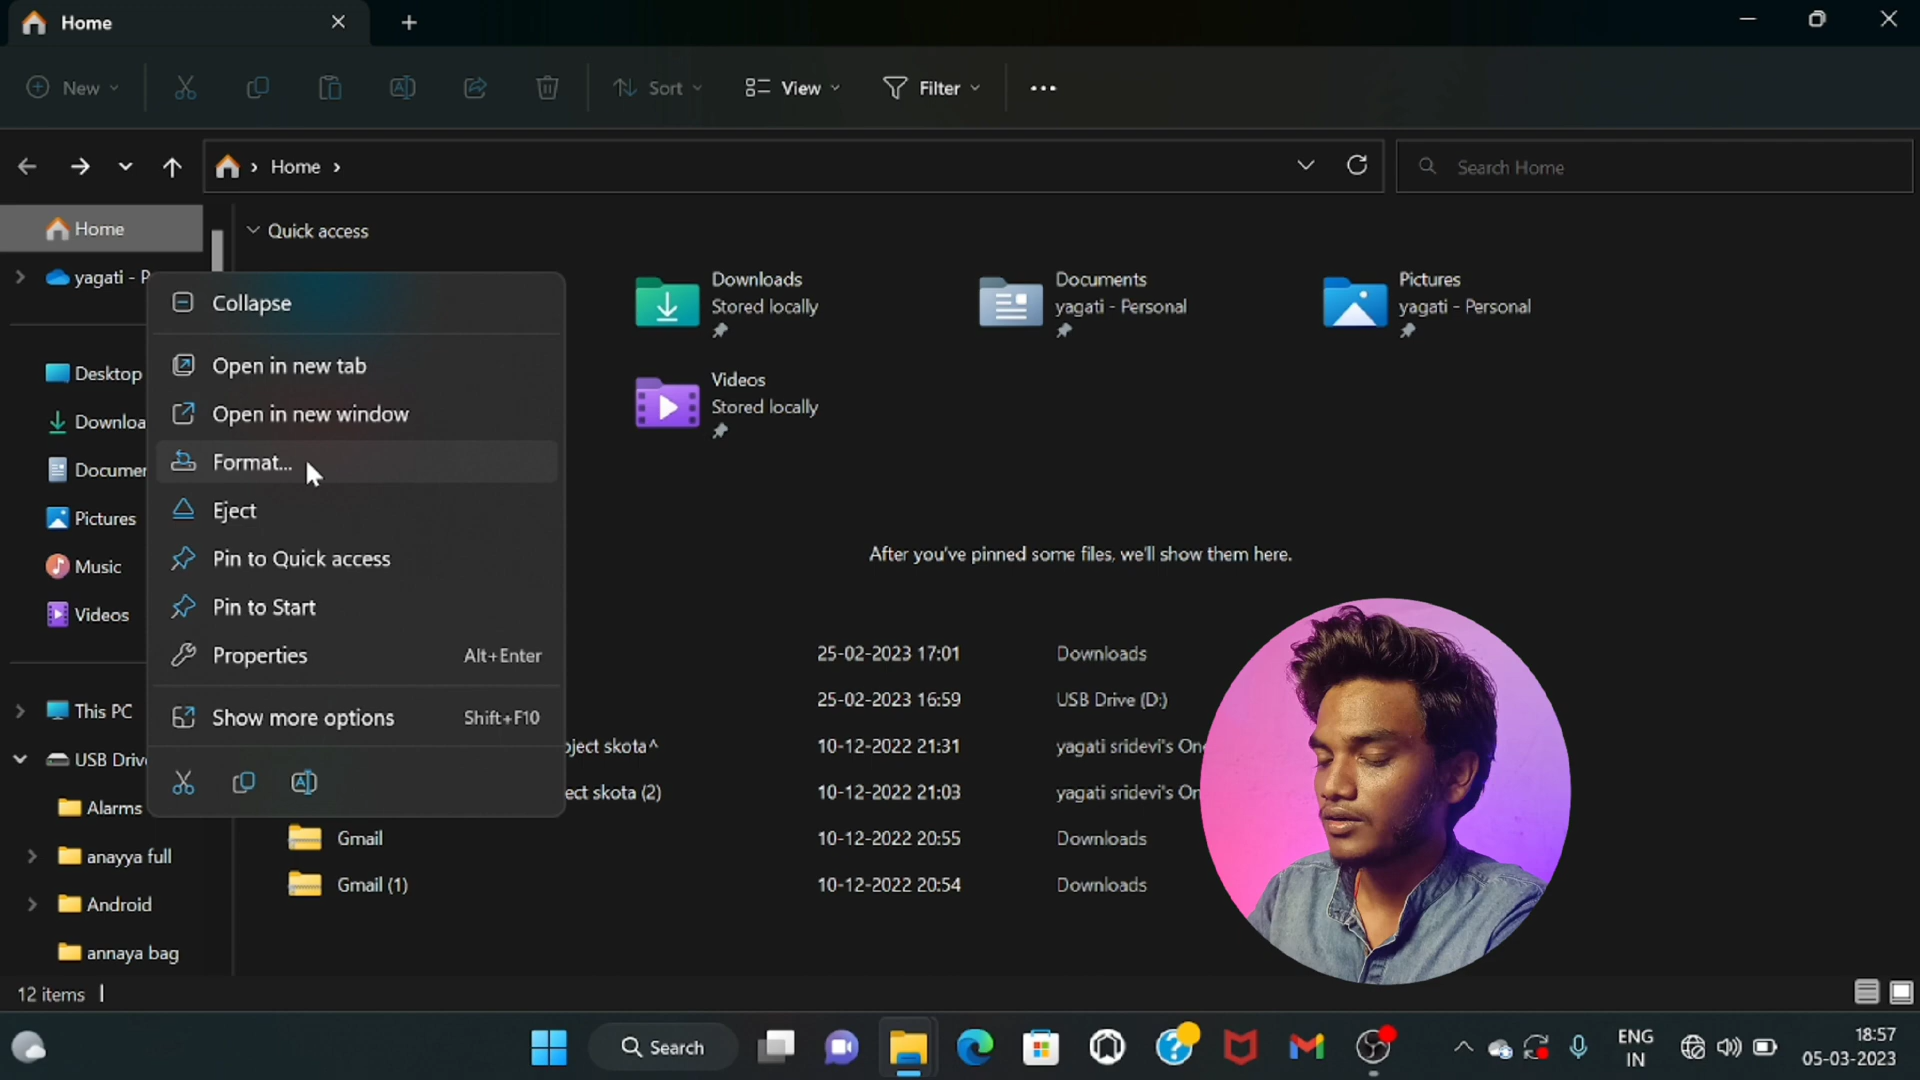 Home
New
Sort
View
Filter
Home
Search Home
Home
Quick access
yagati - P
Collapse
Open in new tab
Open in new window
Format...
Eject
Pin to Quick access
Pin to Start
Properties Alt+Enter
Show more options Shift+F10
Downloads
Stored locally
Documents
yagati - Personal
Pictures
yagati - Personal
Videos
Stored locally
Desktop
Downloa
Documen
Pictures
Music
Videos
After you've pinned some files, we'll show them here.
25-02-2023 17:01 Downloads
25-02-2023 16:59 USB Drive (D:)
oject skota^ 10-12-2022 21:31 yagati sridevi's On
ect skota (2) 10-12-2022 21:03 yagati sridevi's On
Gmail 10-12-2022 20:55 Downloads
Gmail (1) 10-12-2022 20:54 Downloads
This PC
USB Driv
Alarms
anayya full
Android
annaya bag
12 items
Search
ENG
IN
18:57
05-03-2023